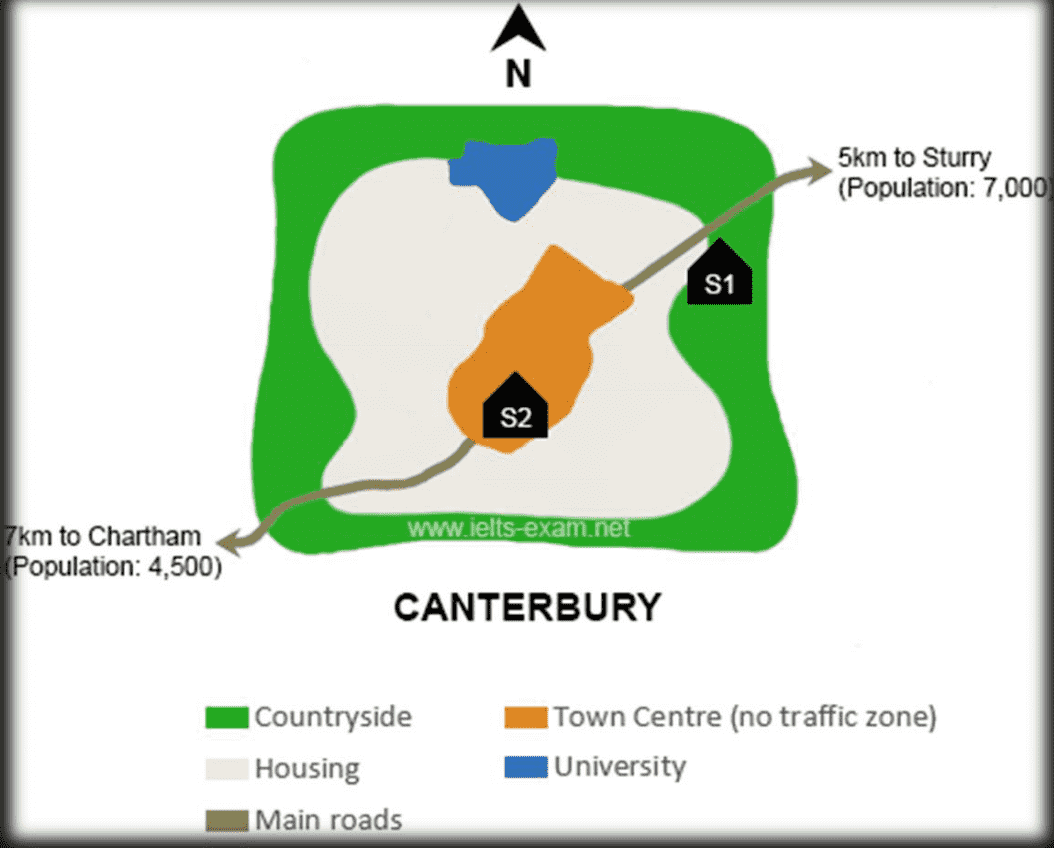 N
5km to Sturry
(Population: 7,000)
S1
S2
www.ielts-exam.net
7km to Chartham
(Population: 4,500)
CANTERBURY
Countryside
Town Centre (no traffic zone)
Housing
University
Main roads